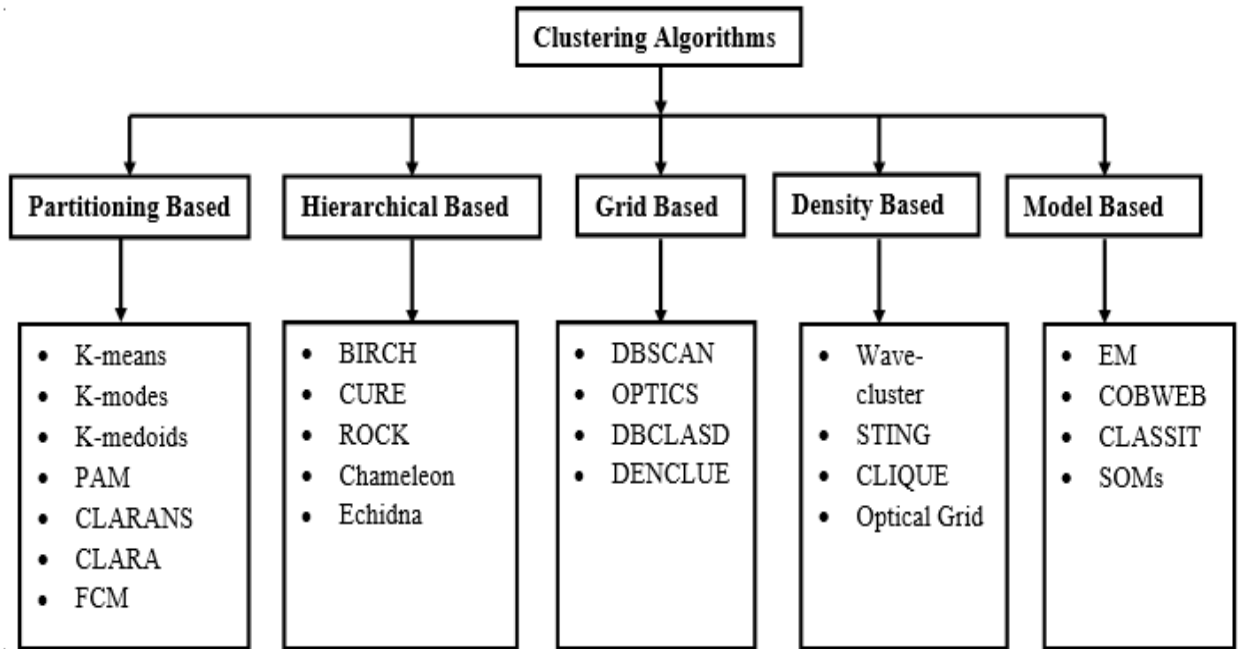 Clustering Algorithms
Partitioning Based
Hierarchical Based
Grid Based
Density Based
Model Based
• K-means
• K-modes
• K-medoids
• PAM
• CLARANS
• CLARA
• FCM
• BIRCH
• CURE
• ROCK
• Chameleon
• Echidna
• DBSCAN
• OPTICS
• DBCLASD
• DENCLUE
• Wave-
cluster
• STING
• CLIQUE
• Optical Grid
• EM
• COBWEB
• CLASSIT
• SOMs